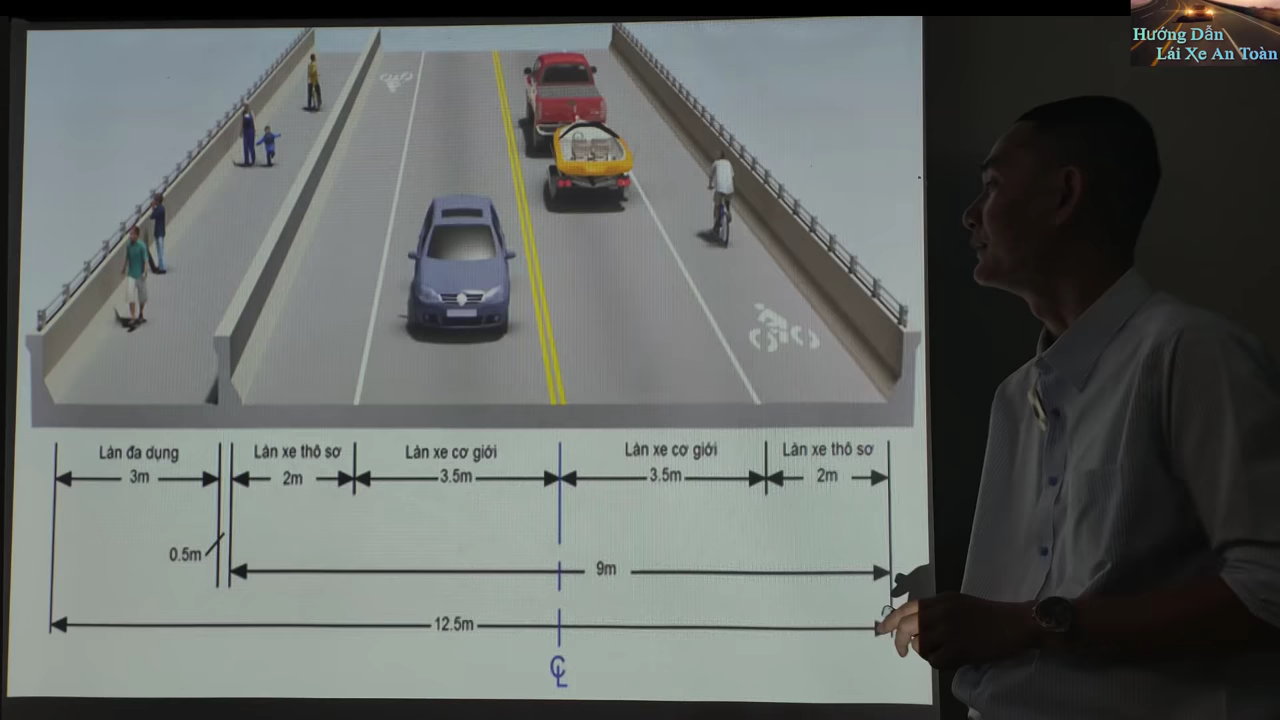 Hướng Dẫn
Lái Xe An Toàn
Làn đa dụng
3m
Làn xe thô sơ
2m
Làn xe cơ giới
3.5m
Làn xe cơ giới
3.5m
Làn xe thô sơ
2m
0.5m
9m
12.5m
CL